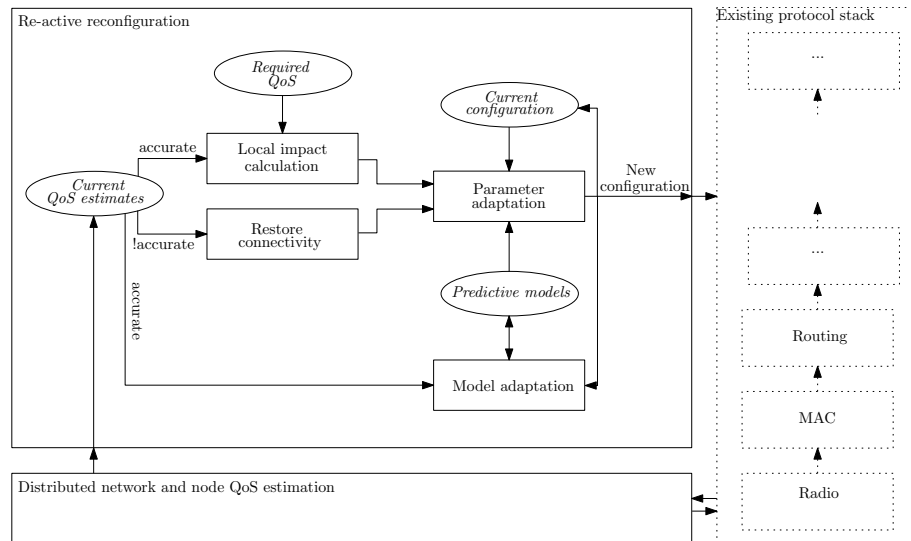 Re-active reconfiguration
Required
QoS
Current
configuration
accurate
Local impact
calculation
Current
QoS estimates
Parameter
adaptation
New
configuration
!accurate
Restore
connectivity
accurate
Predictive models
Model adaptation
Distributed network and node QoS estimation
Existing protocol stack
...
...
Routing
MAC
Radio